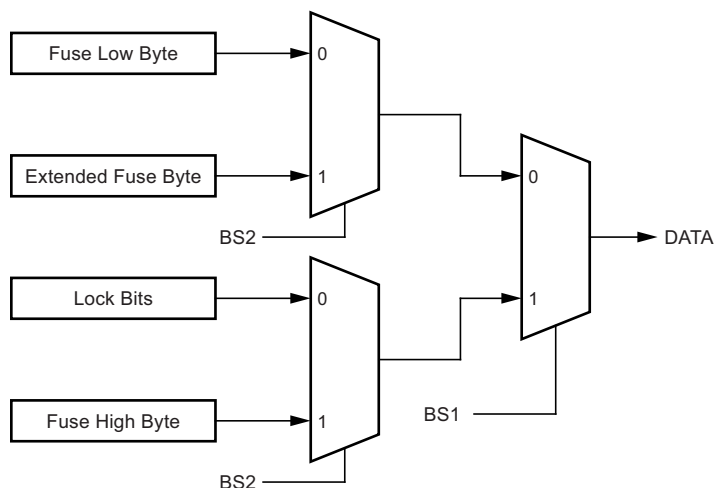 Fuse Low Byte
0
Extended Fuse Byte
1
0
BS2
DATA
Lock Bits
0
1
Fuse High Byte
1
BS1
BS2